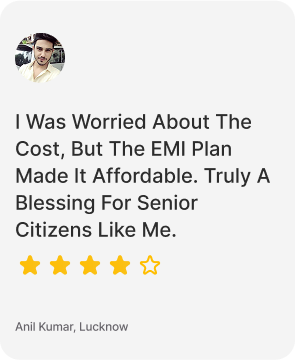 I Was Worried About The
Cost, But The EMI Plan
Made It Affordable. Truly A
Blessing For Senior
Citizens Like Me.
Anil Kumar, Lucknow